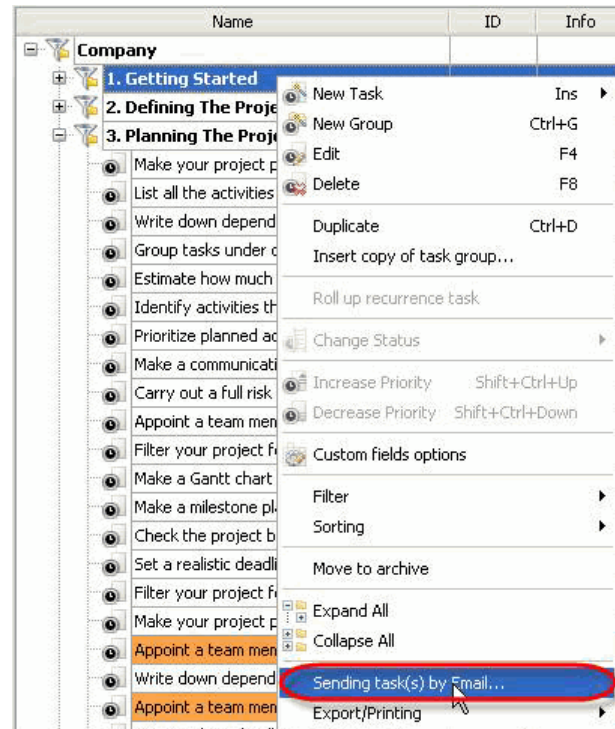 Name ID Info
Company
1. Getting Started
2. Defining The Proje
3. Planning The Proje
Make your project p
List all the activities
Write down depend
Group tasks under c
Estimate how much
Identify activities th
Prioritize planned ac
Make a communicati
Carry out a full risk
Appoint a team men
Filter your project f
Make a Gantt chart
Make a milestone pl
Check the project b
Set a realistic deadli
Filter your project f
Make your project p
Appoint a team men
Write down depend
Appoint a team men
New Task Ins
New Group Ctrl+G
Edit F4
Delete F8
Duplicate Ctrl+D
Insert copy of task group...
Roll up recurrence task
Change Status
Increase Priority Shift+Ctrl+Up
Decrease Priority Shift+Ctrl+Down
Custom fields options
Filter
Sorting
Move to archive
Expand All
Collapse All
Sending task(s) by Email...
Export/Printing